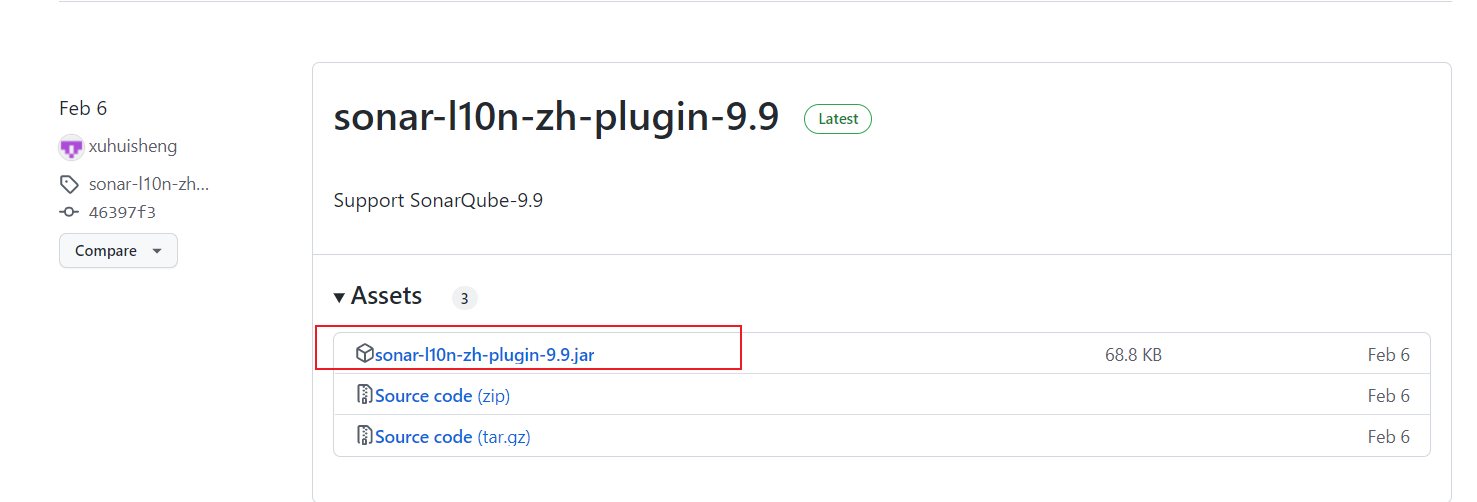 Feb 6
xuhuisheng
sonar-l10n-zh...
46397f3
Compare
sonar-l10n-zh-plugin-9.9 Latest
Support SonarQube-9.9
Assets 3
sonar-l10n-zh-plugin-9.9.jar 68.8 KB Feb 6
Source code (zip) Feb 6
Source code (tar.gz) Feb 6